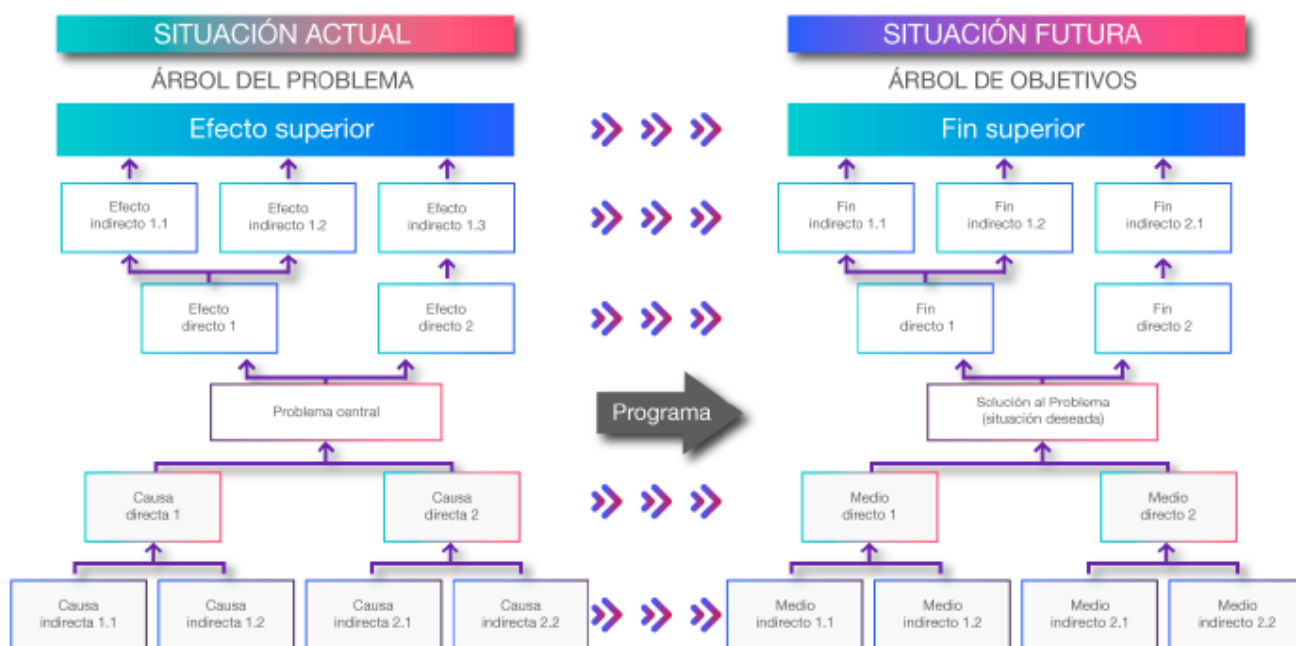 SITUACIÓN ACTUAL
SITUACIÓN FUTURA
ÁRBOL DEL PROBLEMA
ÁRBOL DE OBJETIVOS
Efecto superior
Fin superior
Efecto
indirecto 1.1
Efecto
indirecto 1.2
Efecto
indirecto 1.3
Fin
indirecto 1.1
Fin
indirecto 1.2
Fin
indirecto 2.1
Efecto
directo 1
Efecto
directo 2
Fin
directo 1
Fin
directo 2
Problema central
Programa
Solución al Problema
(situación deseada)
Causa
directa 1
Causa
directa 2
Medio
directo 1
Medio
directo 2
Causa
indirecta 1.1
Causa
indirecta 1.2
Causa
indirecta 2.1
Causa
indirecta 2.2
Medio
indirecto 1.1
Medio
indirecto 1.2
Medio
indirecto 2.1
Medio
indirecto 2.2